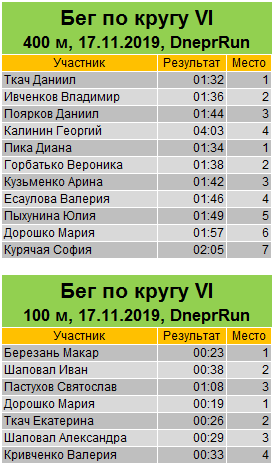 Бег по кругу VI
400 м, 17.11.2019, DneprRun
Участник Результат Место
Ткач Даниил 01:32 1
Ивченков Владимир 01:36 2
Поярков Даниил 01:44 3
Калинин Георгий 04:03 4
Пика Диана 01:34 1
Горбатько Вероника 01:38 2
Кузьменко Арина 01:42 3
Есаулова Валерия 01:46 4
Пыхунина Юлия 01:49 5
Дорошко Мария 01:57 6
Курячая София 02:05 7
Бег по кругу VI
100 м, 17.11.2019, DneprRun
Участник Результат Место
Березань Макар 00:23 1
Шаповал Иван 00:38 2
Пастухов Святослав 01:08 3
Дорошко Мария 00:19 1
Ткач Екатерина 00:26 2
Шаповал Александра 00:29 3
Кривченко Валерия 00:33 4